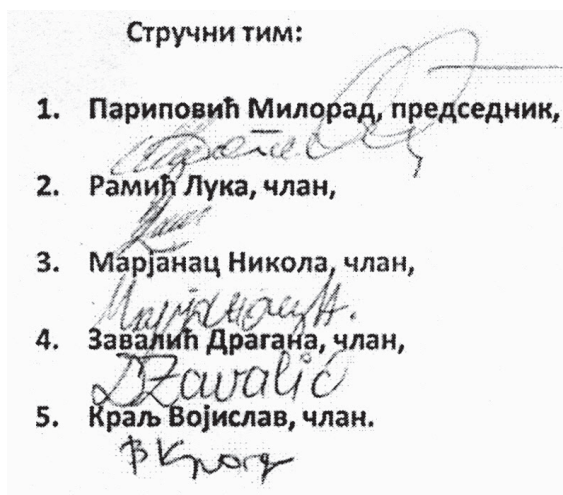 Стручни тим:
1. Париповић Милорад, председник,
2. Рамић Лука, члан,
3. Марјанац Никола, члан,
Марјанац Н.
4. Завалић Драгана, члан,
DZavalić
5. Краљ Војислав, члан.